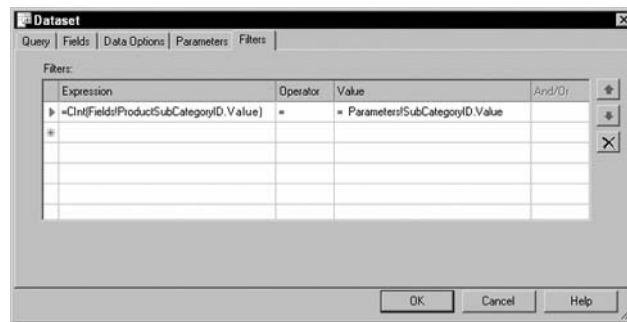 Dataset
Query Fields Data Options Parameters Filters
Filters:
Expression Operator Value And/Or
=CInt(Fields!ProductSubCategoryID.Value) = = Parameters!SubCategoryID.Value
OK Cancel Help